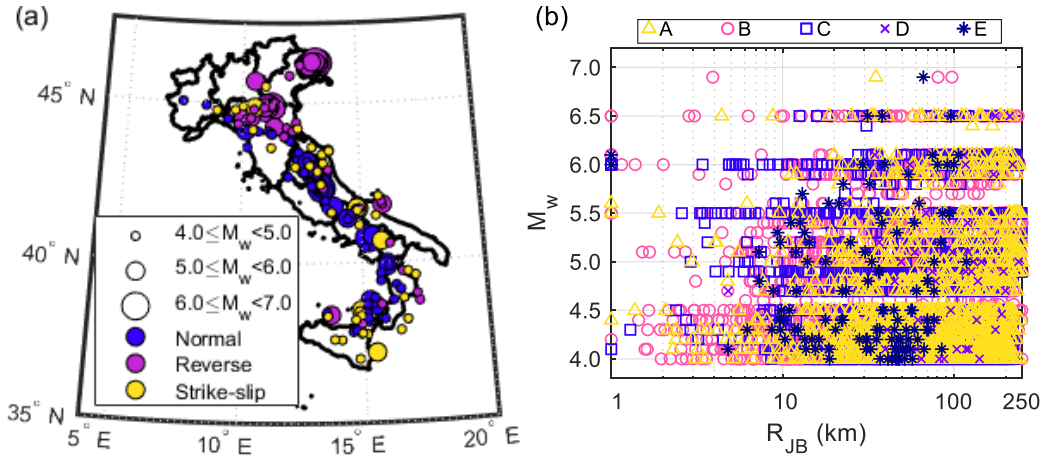 (a)
45° N
40° N
35° N
5° E
10° E
15° E
20° E
4.0≤Mw<5.0
5.0≤Mw<6.0
6.0≤Mw<7.0
Normal
Reverse
Strike-slip
(b)
A B C D E
7.0
6.5
6.0
5.5
5.0
4.5
4.0
Mw
1 10 100 250
RJB (km)